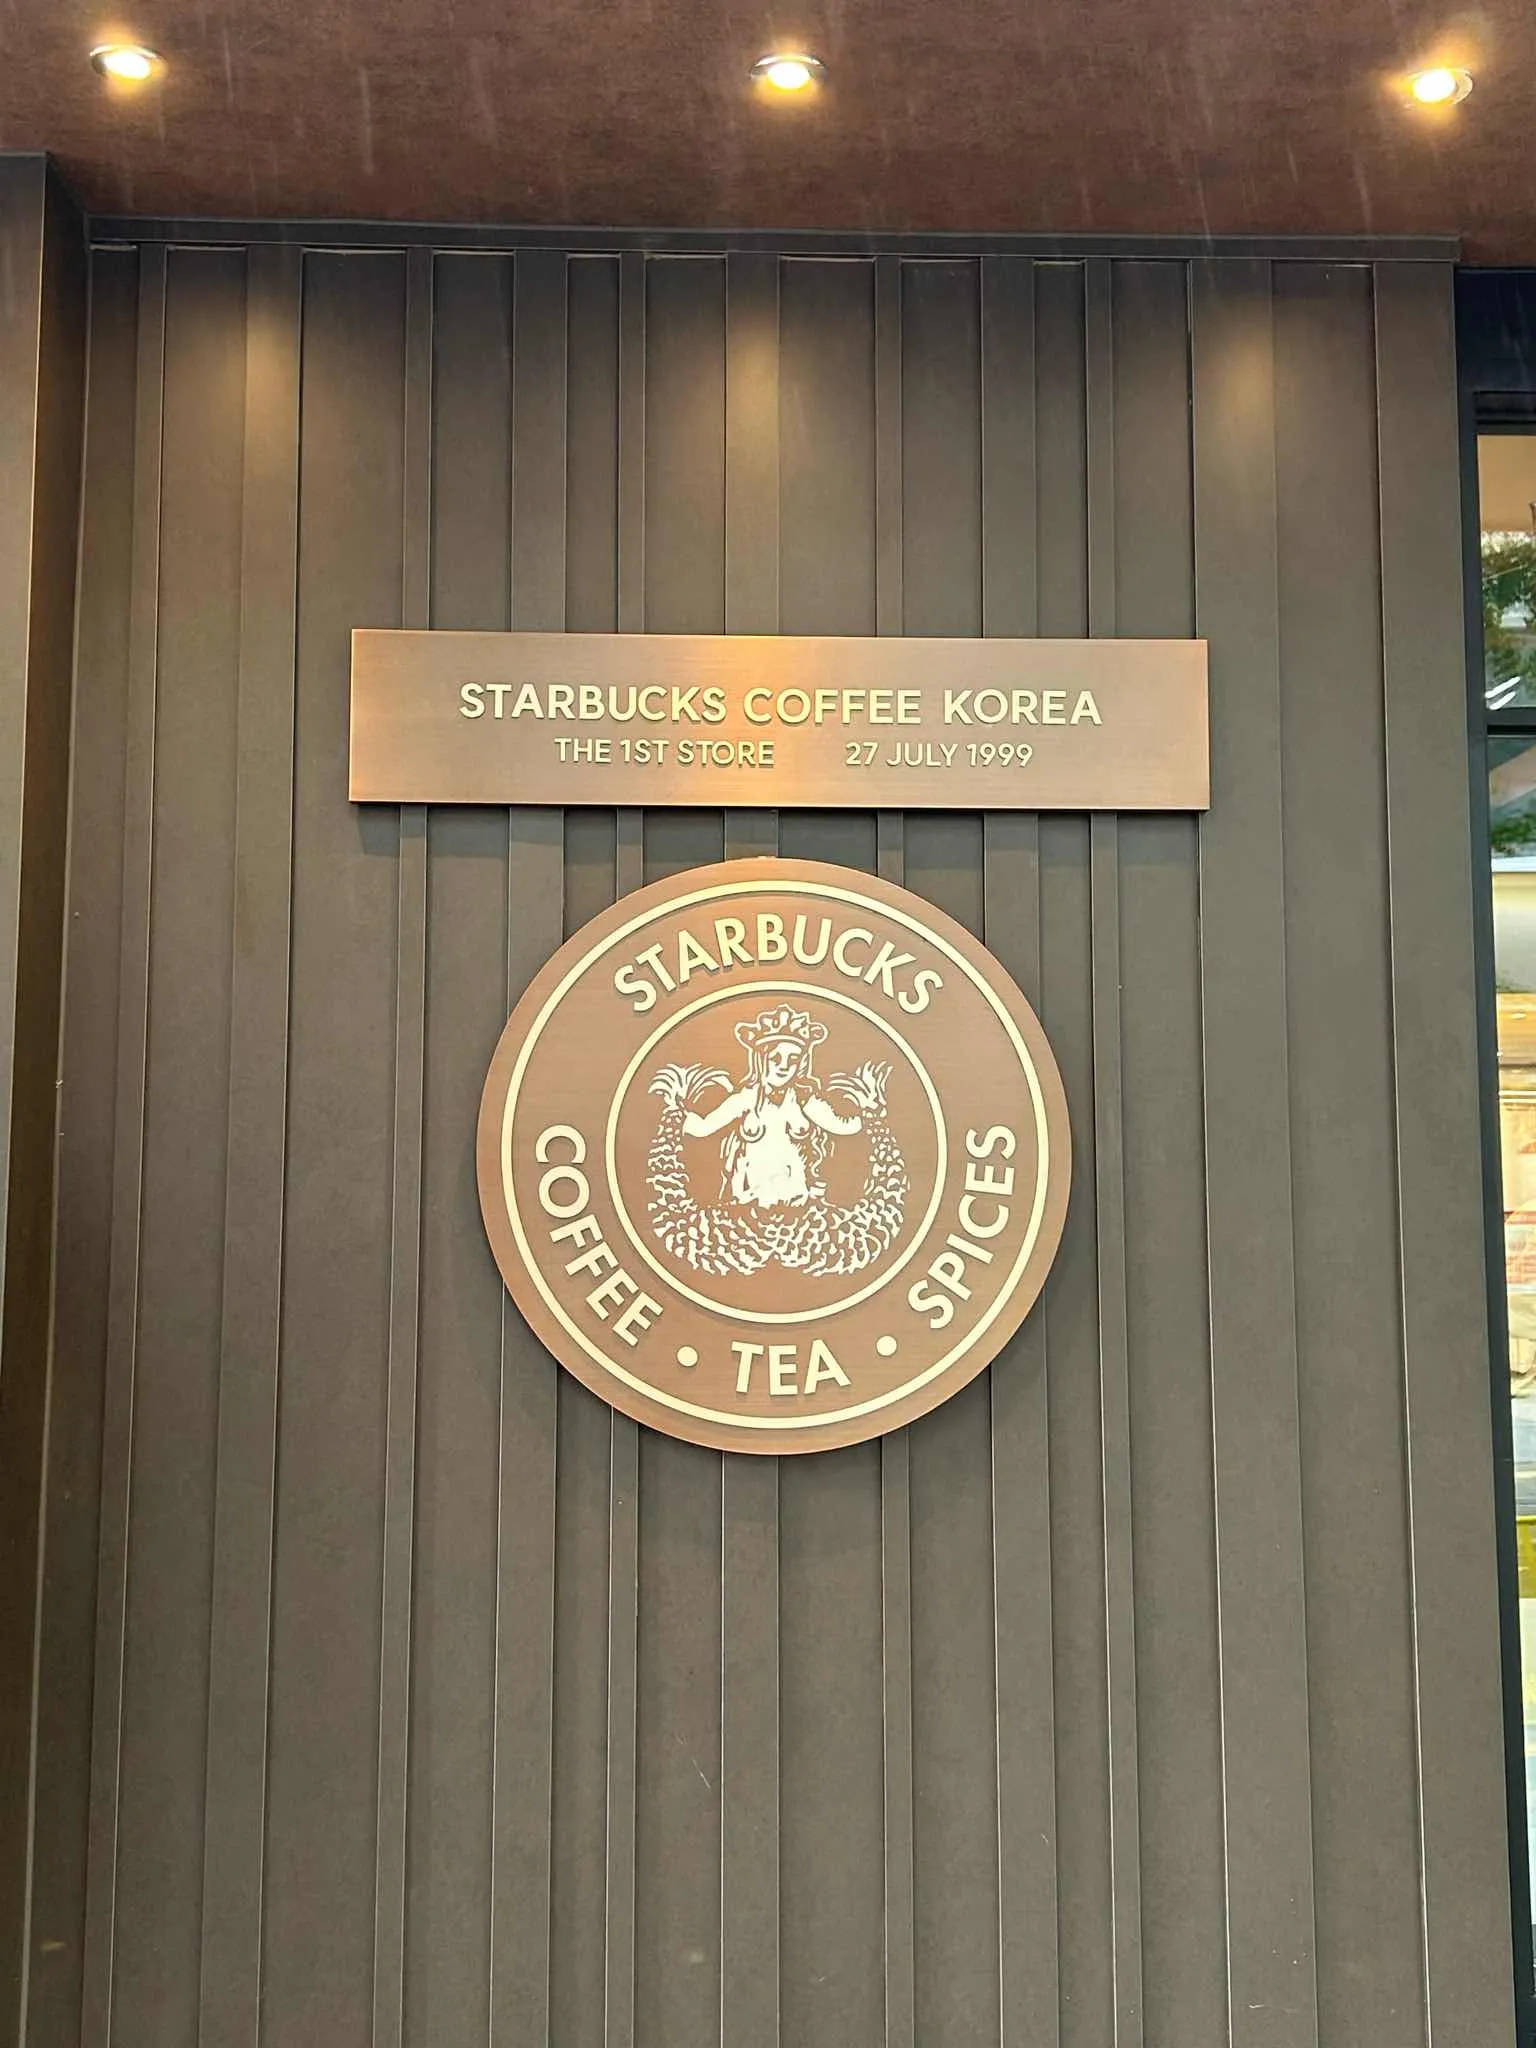 STARBUCKS COFFEE KOREA
THE 1ST STORE 27 JULY 1999
STARBUCKS
COFFEE • TEA • SPICES